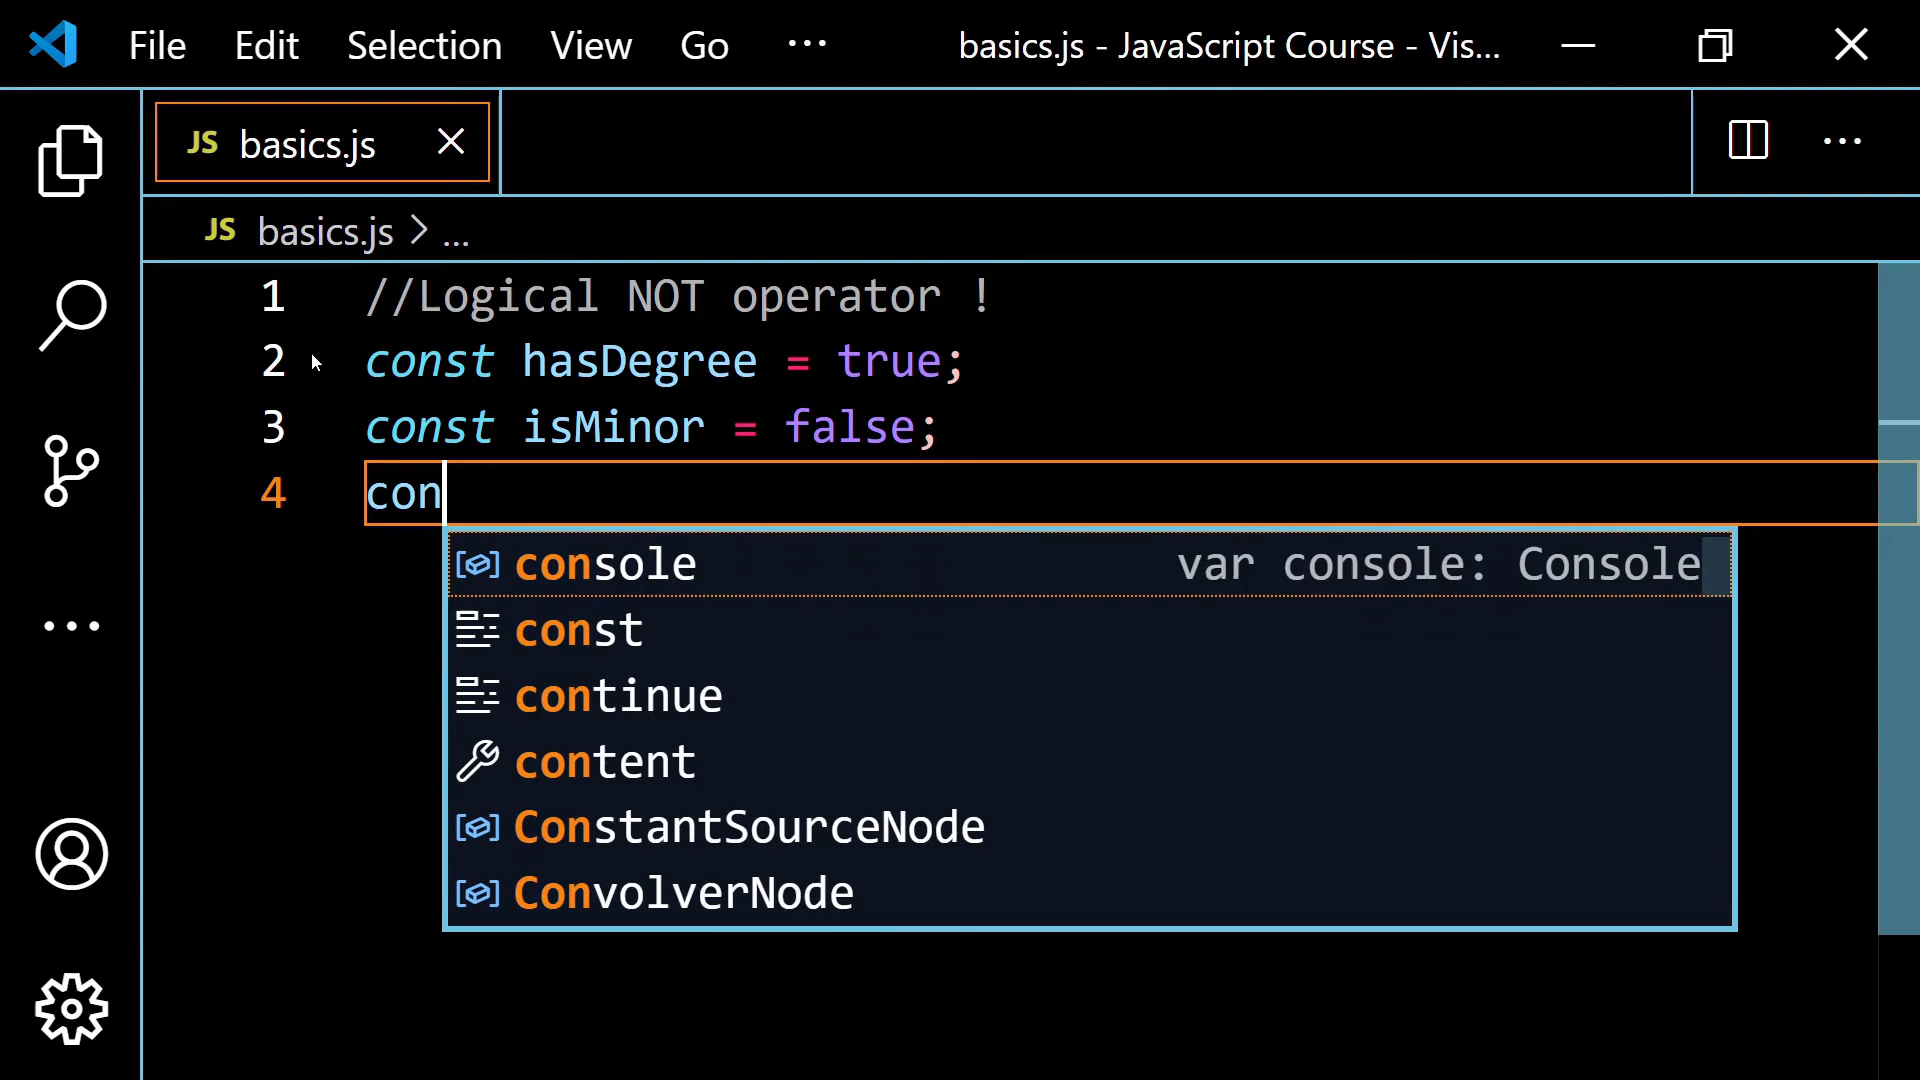 File Edit Selection View Go ··· basics.js - JavaScript Course - Vis...
JS basics.js
JS basics.js > ...
1 //Logical NOT operator !
2 const hasDegree = true;
3 const isMinor = false;
4 con
console var console: Console
const
continue
content
ConstantSourceNode
ConvolverNode